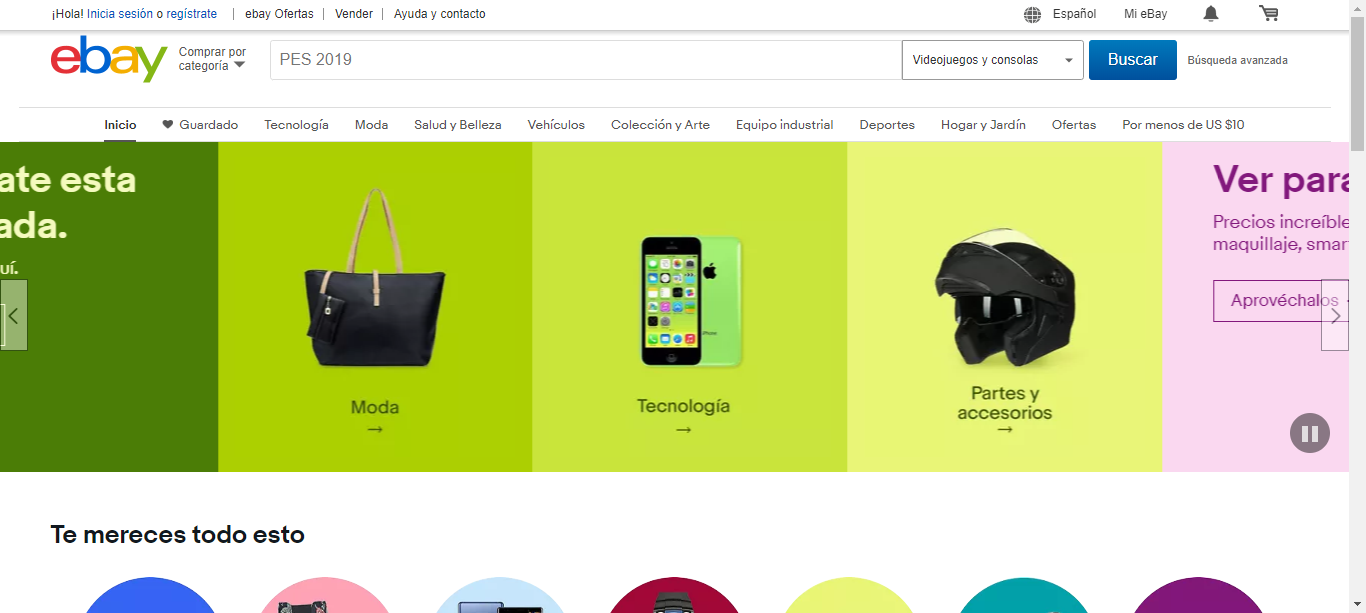 ¡Hola! Inicia sesión o regístrate | ebay Ofertas | Vender | Ayuda y contacto
Español Mi eBay
ebay
Comprar por
categoría
PES 2019
Videojuegos y consolas
Buscar
Búsqueda avanzada
Inicio Guardado Tecnología Moda Salud y Belleza Vehículos Colección y Arte Equipo industrial Deportes Hogar y Jardín Ofertas Por menos de US $10
ate esta
ada.
uí.
Moda
→
Tecnología
→
iPhone
Partes y
accesorios
→
Ver para
Precios increíble
maquillaje, smar
Aprovéchalos
Te mereces todo esto